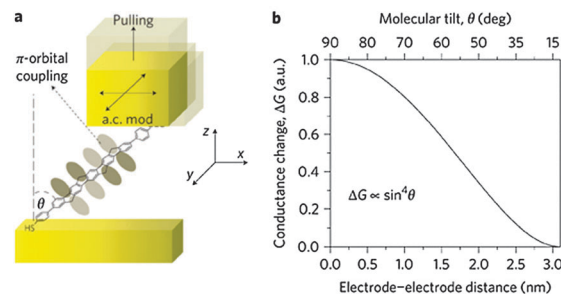 a
Pulling
π-orbital
coupling
a.c. mod
z
x
y
θ
HS
b
Molecular tilt, θ (deg)
90 80 70 60 50 40 35 15
Conductance change, ΔG (a.u.)
1.0
0.8
0.6
0.4
0.2
0.0
ΔG ∝ sin⁴θ
0.0 0.5 1.0 1.5 2.0 2.5 3.0
Electrode–electrode distance (nm)